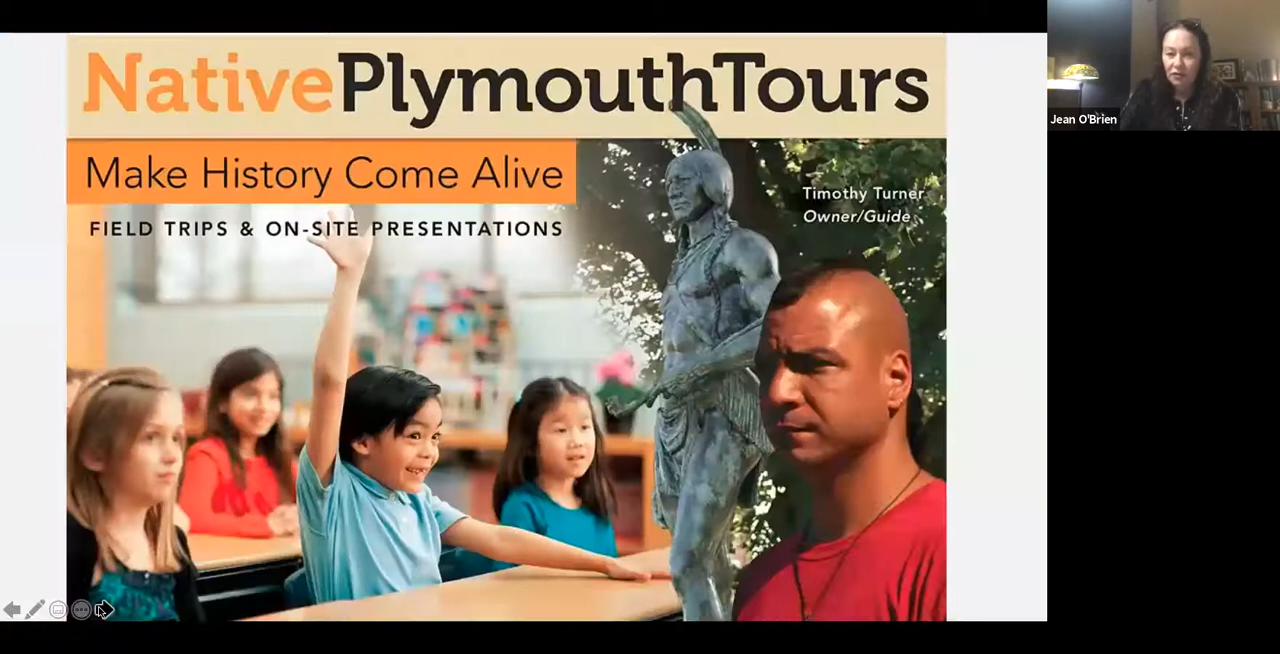 NativePlymouthTours
Make History Come Alive
FIELD TRIPS & ON-SITE PRESENTATIONS
Timothy Turner
Owner/Guide
Jean O'Brien